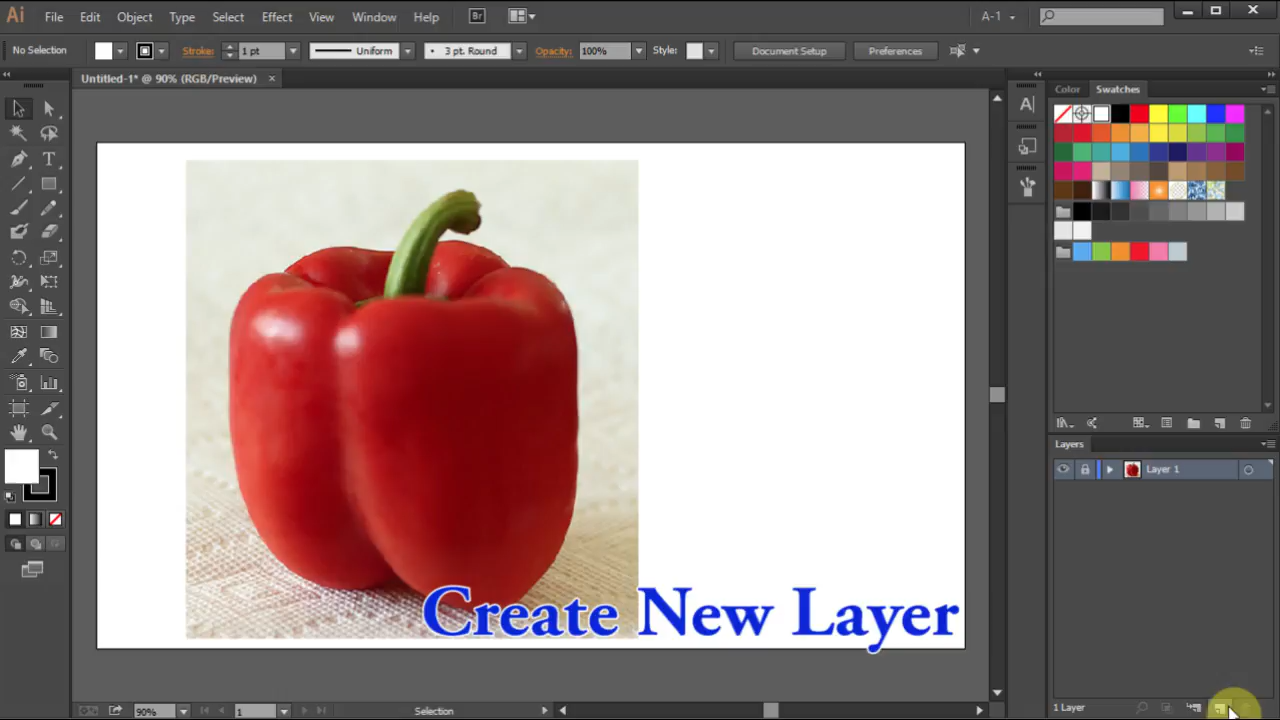 Ai File Edit Object Type Select Effect View Window Help Br A-1
No Selection Stroke: 1 pt Uniform 3 pt. Round Opacity: 100% Style: Document Setup Preferences
Untitled-1* @ 90% (RGB/Preview) ×
Color Swatches
Layers
Layer 1
Create New Layer
1 Layer
90% 1 Selection